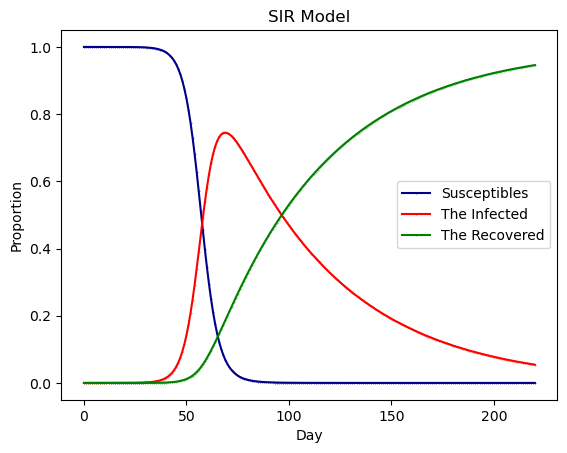 SIR Model
Proportion
1.0
0.8
0.6
0.4
0.2
0.0
Susceptibles
The Infected
The Recovered
0
50
100
150
200
Day